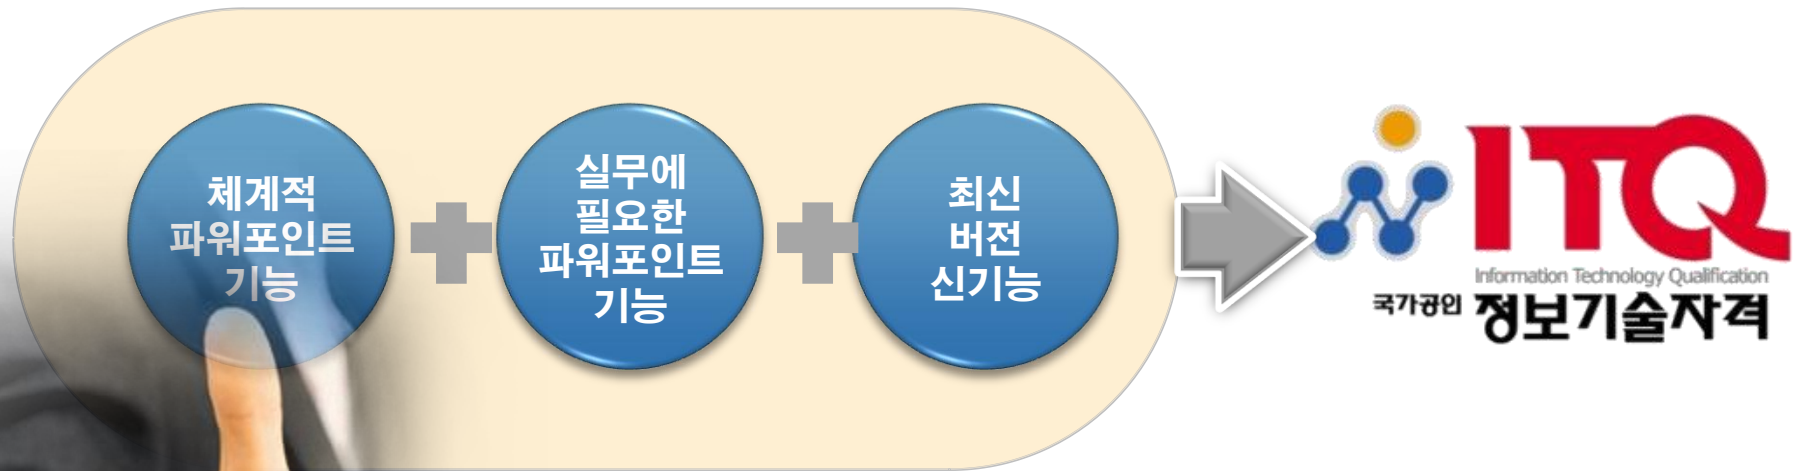 체계적
파워포인트
기능
실무에
필요한
파워포인트
기능
최신
버전
신기능
ITQ
Information Technology Qualification
국가공인 정보기술자격